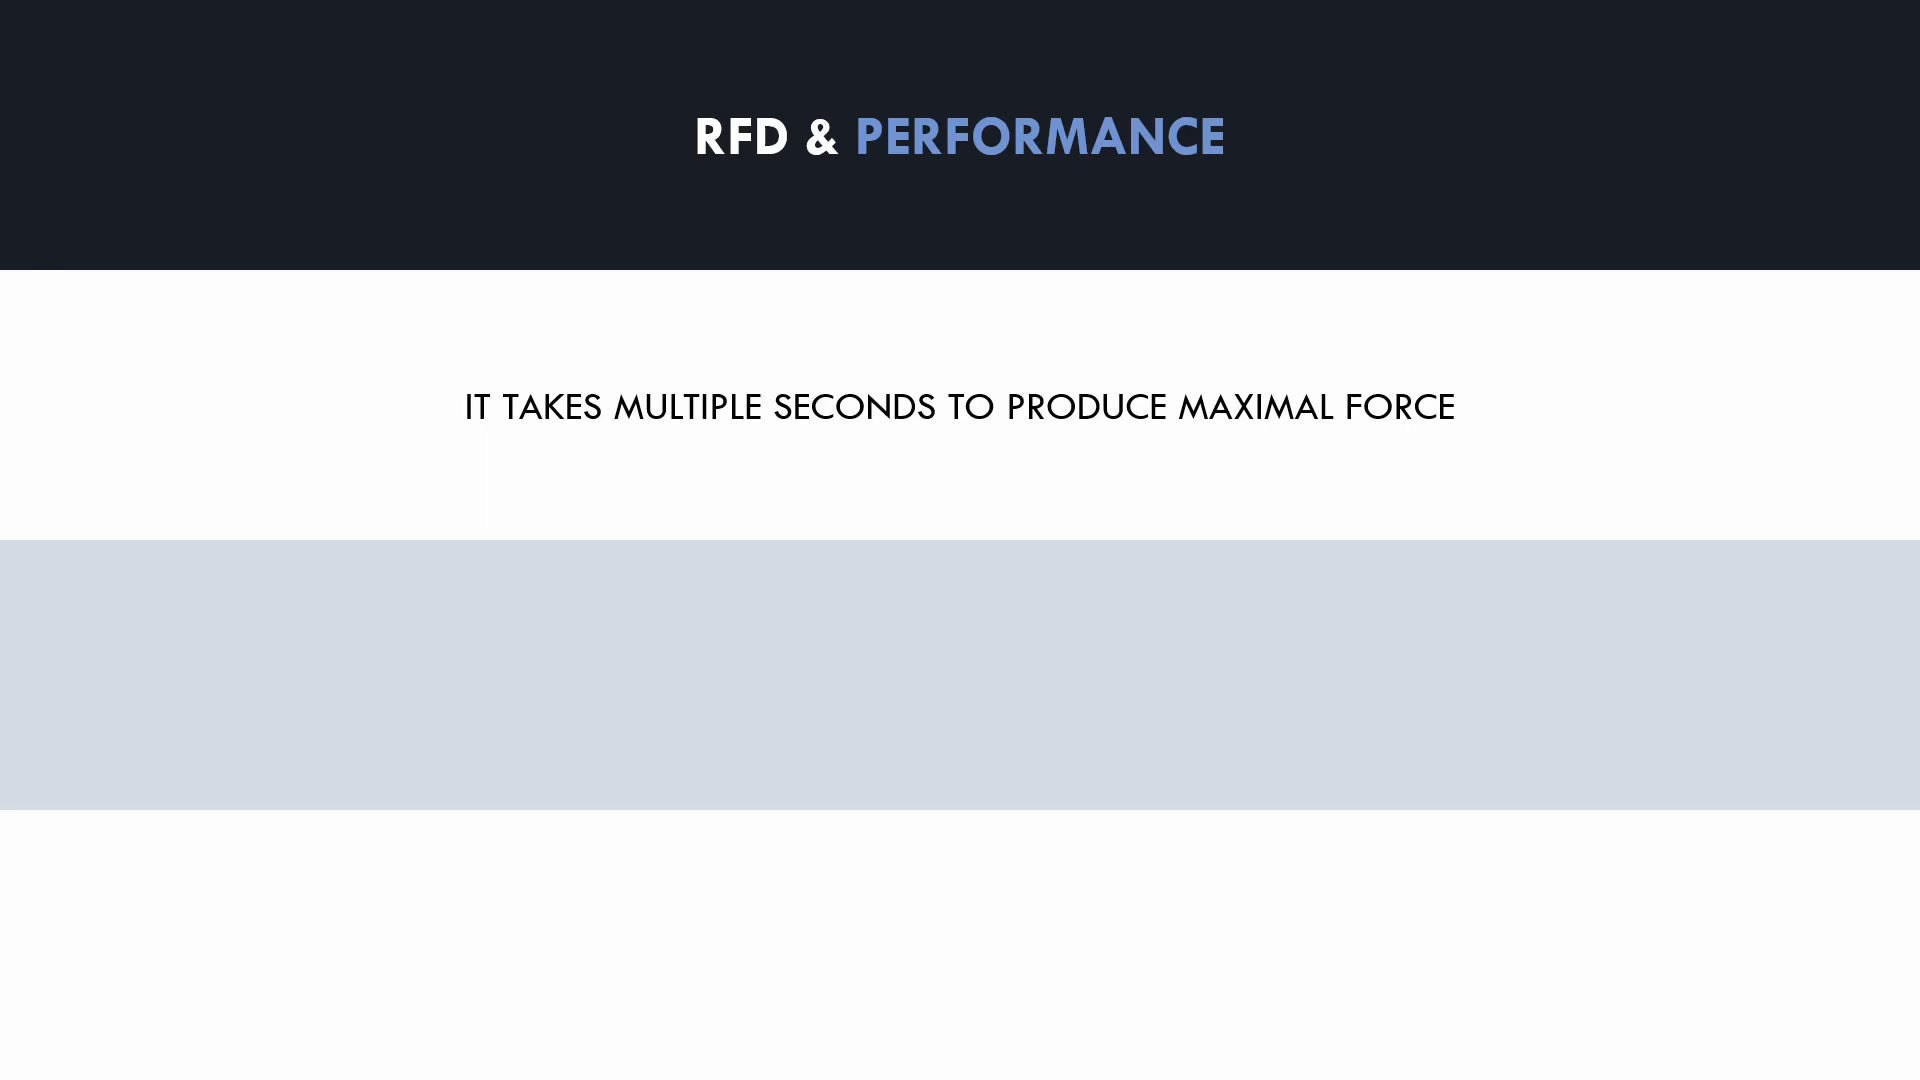 RFD & PERFORMANCE
IT TAKES MULTIPLE SECONDS TO PRODUCE MAXIMAL FORCE